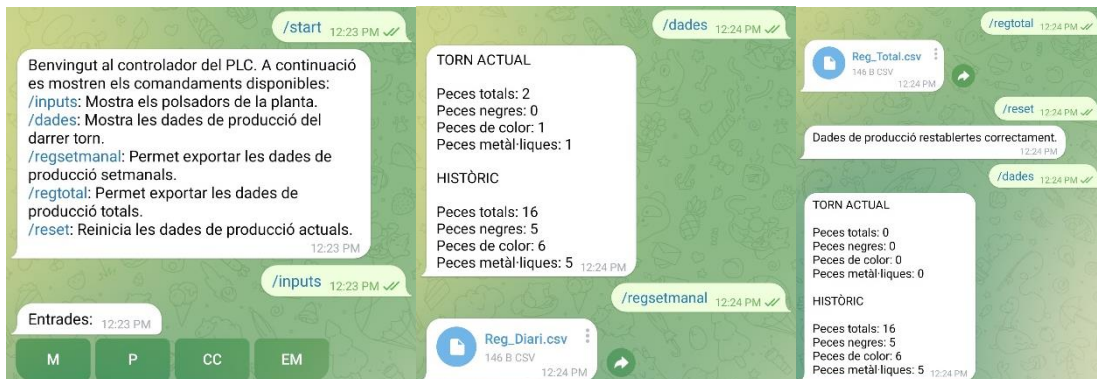 /start 12:23 PM
Benvingut al controlador del PLC. A continuació
es mostren els comandaments disponibles:
/inputs: Mostra els polsadors de la planta.
/dades: Mostra les dades de producció del
darrer torn.
/regsetmanal: Permet exportar les dades de
producció setmanals.
/regtotal: Permet exportar les dades de
producció totals.
/reset: Reinicia les dades de producció actuals.
12:23 PM
/inputs 12:23 PM
Entrades: 12:23 PM
M P CC EM
/dades 12:24 PM
TORN ACTUAL
Peces totals: 2
Peces negres: 0
Peces de color: 1
Peces metàl·liques: 1
HISTÒRIC
Peces totals: 16
Peces negres: 5
Peces de color: 6
Peces metàl·liques: 5 12:24 PM
/regsetmanal 12:24 PM
Reg_Diari.csv
146 B CSV
12:24 PM
/regtotal 12:24 PM
Reg_Total.csv
146 B CSV
12:24 PM
/reset 12:24 PM
Dades de producció restablertes correctament.
12:24 PM
/dades 12:24 PM
TORN ACTUAL
Peces totals: 0
Peces negres: 0
Peces de color: 0
Peces metàl·liques: 0
HISTÒRIC
Peces totals: 16
Peces negres: 5
Peces de color: 6
Peces metàl·liques: 5 12:24 PM